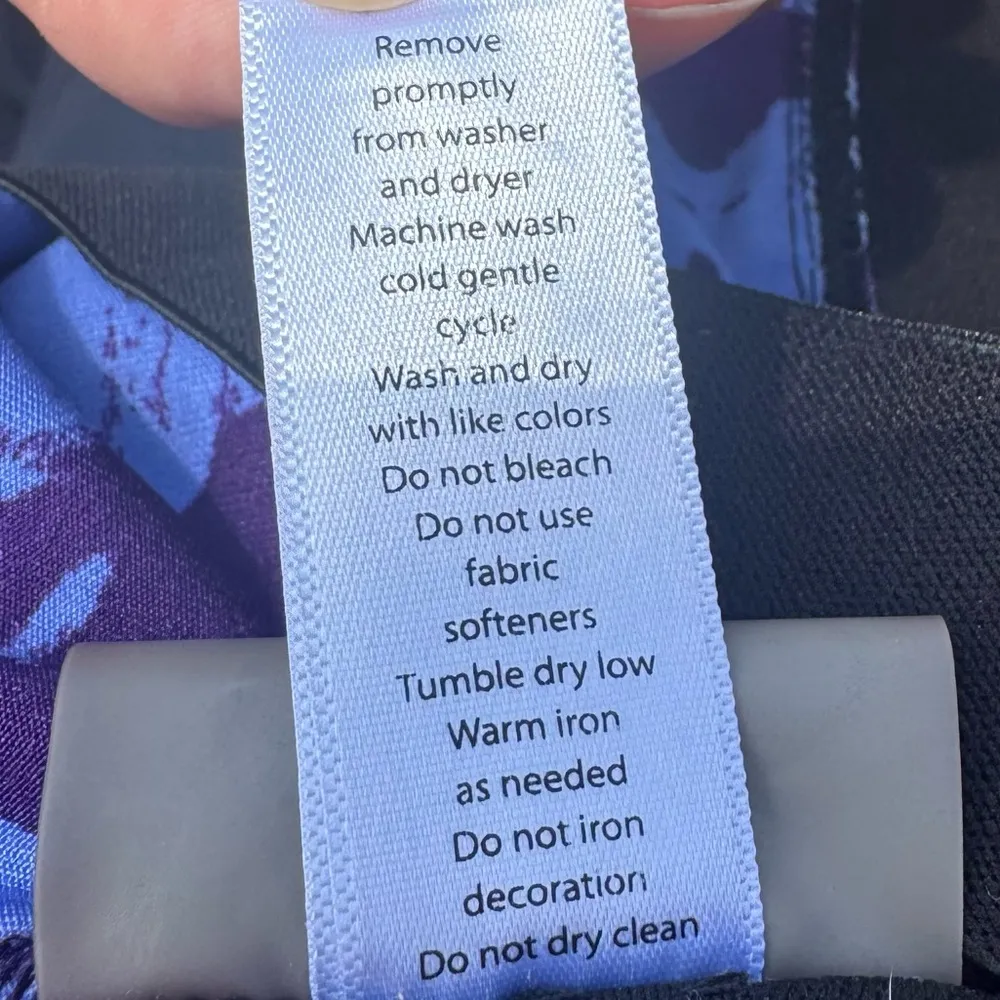 Remove
promptly
from washer
and dryer
Machine wash
cold gentle
cycle
Wash and dry
with like colors
Do not bleach
Do not use
fabric
softeners
Tumble dry low
Warm iron
as needed
Do not iron
decoration
Do not dry clean